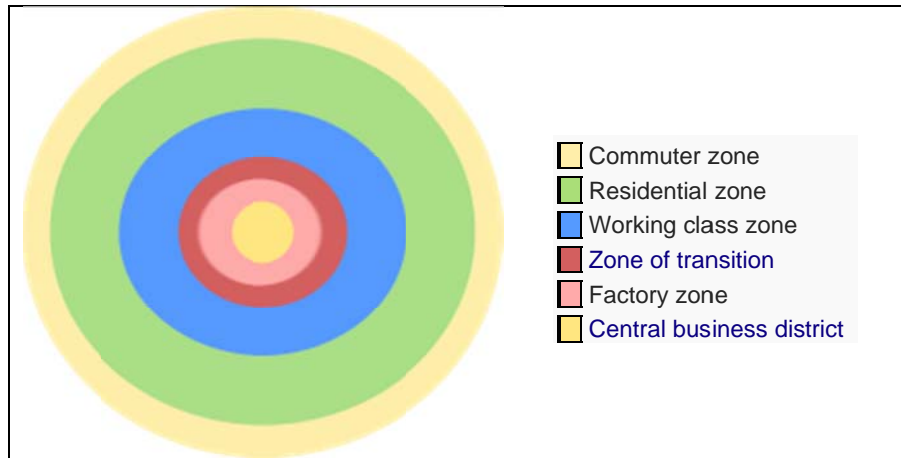 Commuter zone
Residential zone
Working class zone
Zone of transition
Factory zone
Central business district